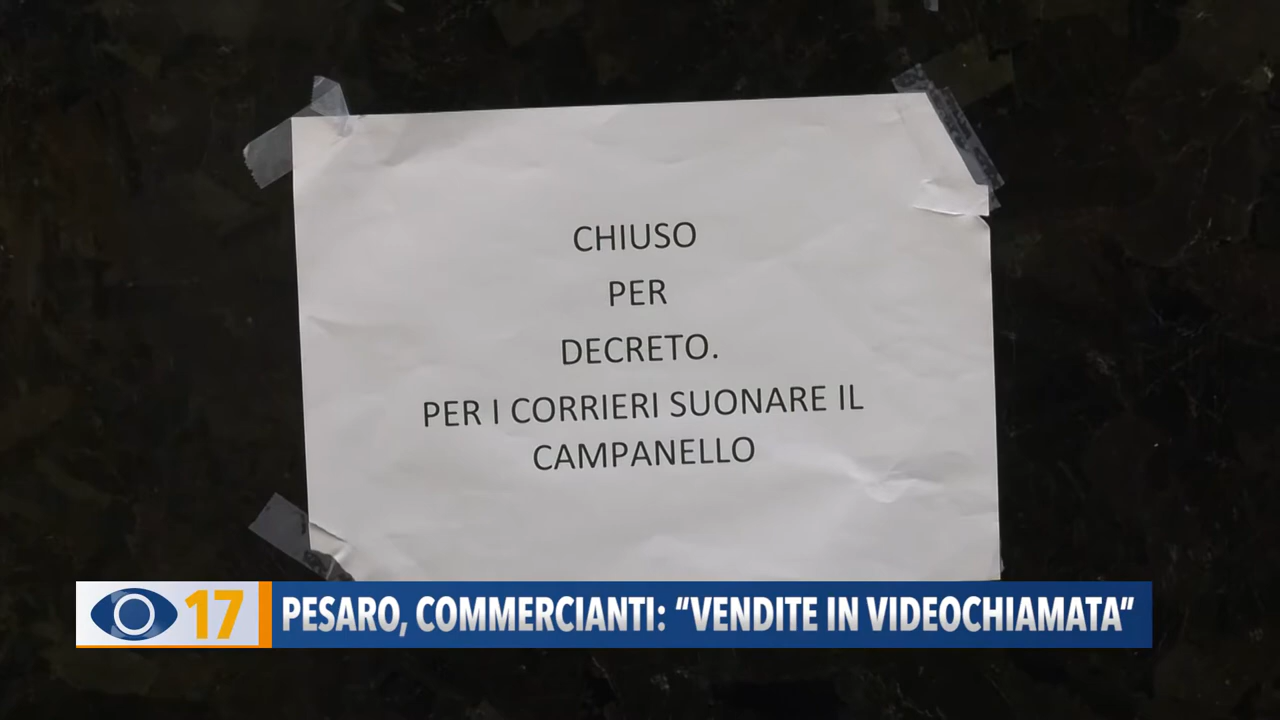 CHIUSO
PER
DECRETO.
PER I CORRIERI SUONARE IL
CAMPANELLO
17
PESARO, COMMERCIANTI: “VENDITE IN VIDEOCHIAMATA”